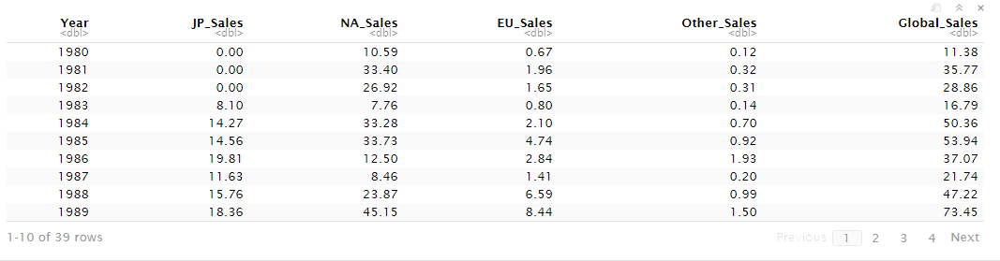 Year JP_Sales NA_Sales EU_Sales Other_Sales Global_Sales
<dbl> <dbl> <dbl> <dbl> <dbl> <dbl>
1980 0.00 10.59 0.67 0.12 11.38
1981 0.00 33.40 1.96 0.32 35.77
1982 0.00 26.92 1.65 0.31 28.86
1983 8.10 7.76 0.80 0.14 16.79
1984 14.27 33.28 2.10 0.70 50.36
1985 14.56 33.73 4.74 0.92 53.94
1986 19.81 12.50 2.84 1.93 37.07
1987 11.63 8.46 1.41 0.20 21.74
1988 15.76 23.87 6.59 0.99 47.22
1989 18.36 45.15 8.44 1.50 73.45
1-10 of 39 rows Previous 1 2 3 4 Next